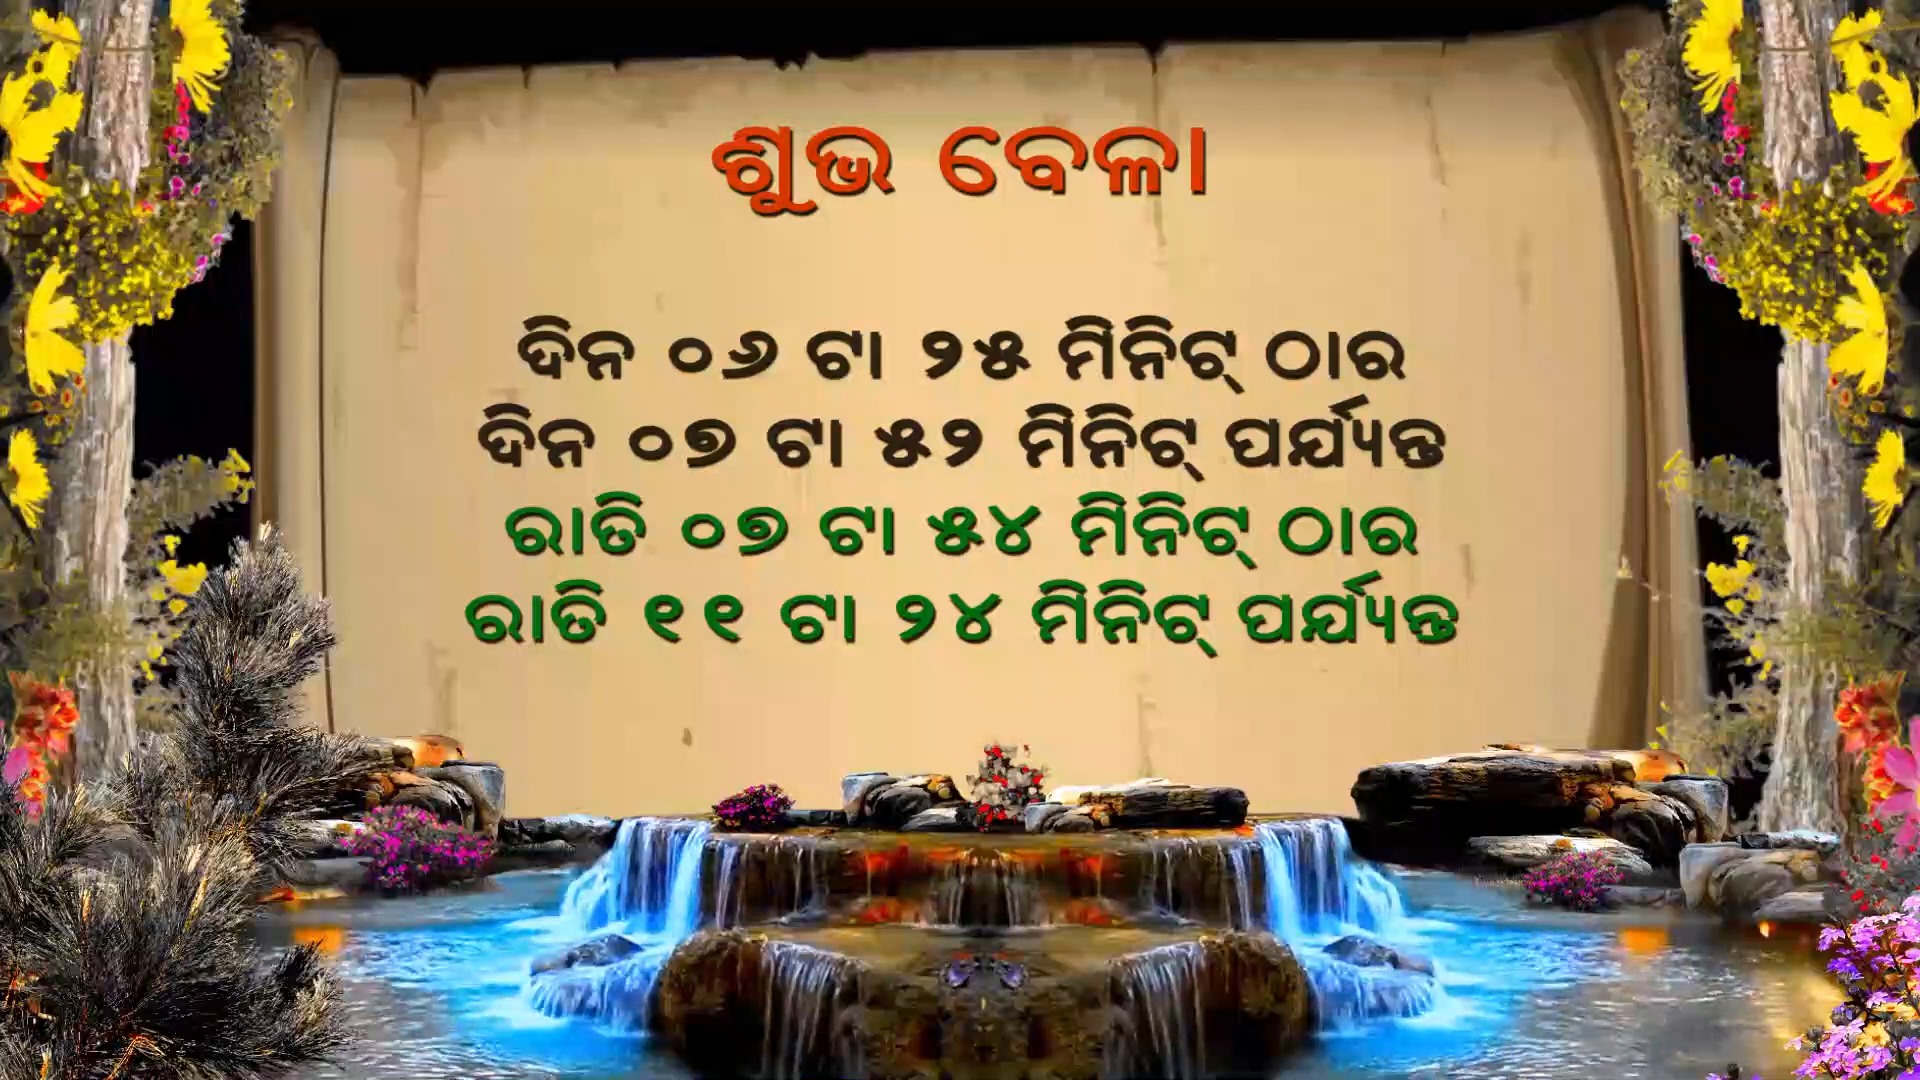 ଶୁଭ ବେଳା
ଦିନ ୦୬ ଟା ୨୫ ମିନିଟ୍ ଠାର
ଦିନ ୦୭ ଟା ୫୨ ମିନିଟ୍ ପର୍ଯ୍ୟନ୍ତ
ରାତି ୦୭ ଟା ୫୪ ମିନିଟ୍ ଠାର
ରାତି ୧୧ ଟା ୨୪ ମିନିଟ୍ ପର୍ଯ୍ୟନ୍ତ